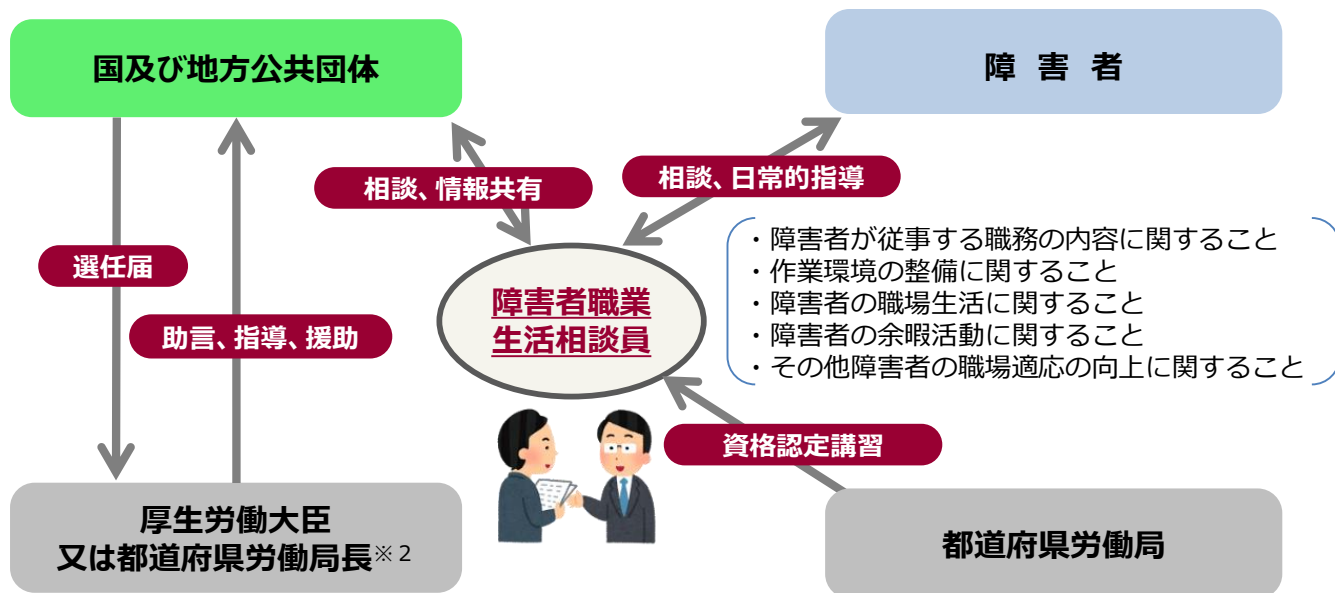 国及び地方公共団体
障 害 者
相談、情報共有
相談、日常的指導
選任届
助言、指導、援助
障害者職業
生活相談員
・障害者が従事する職務の内容に関すること
・作業環境の整備に関すること
・障害者の職場生活に関すること
・障害者の余暇活動に関すること
・その他障害者の職場適応の向上に関すること
資格認定講習
厚生労働大臣
又は都道府県労働局長※2
都道府県労働局